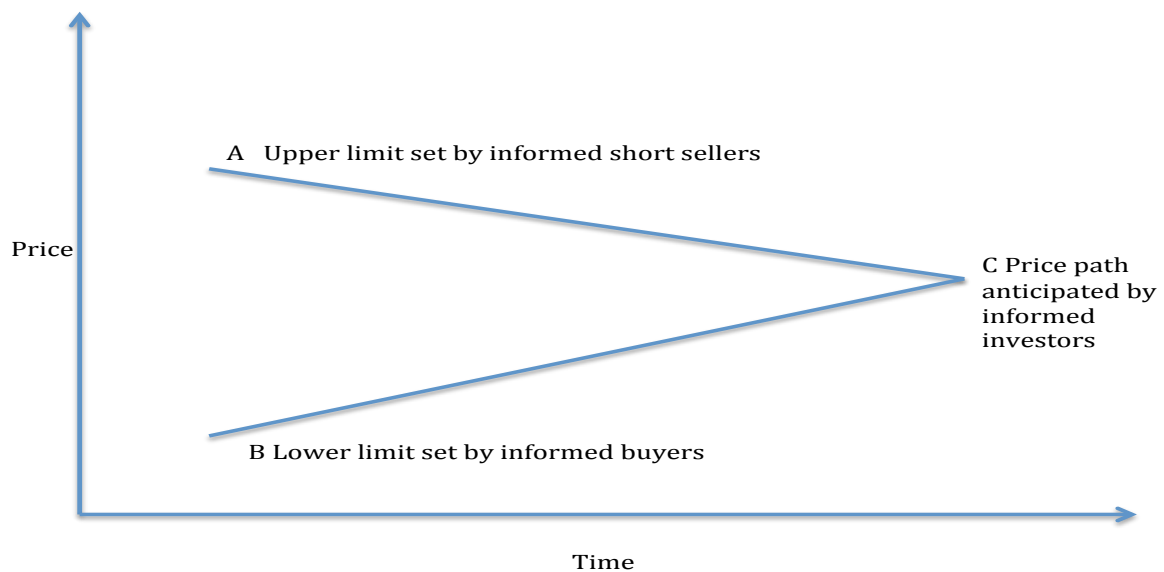 A   Upper limit set by informed short sellers
Price
C Price path
anticipated by
informed
investors
B Lower limit set by informed buyers
Time